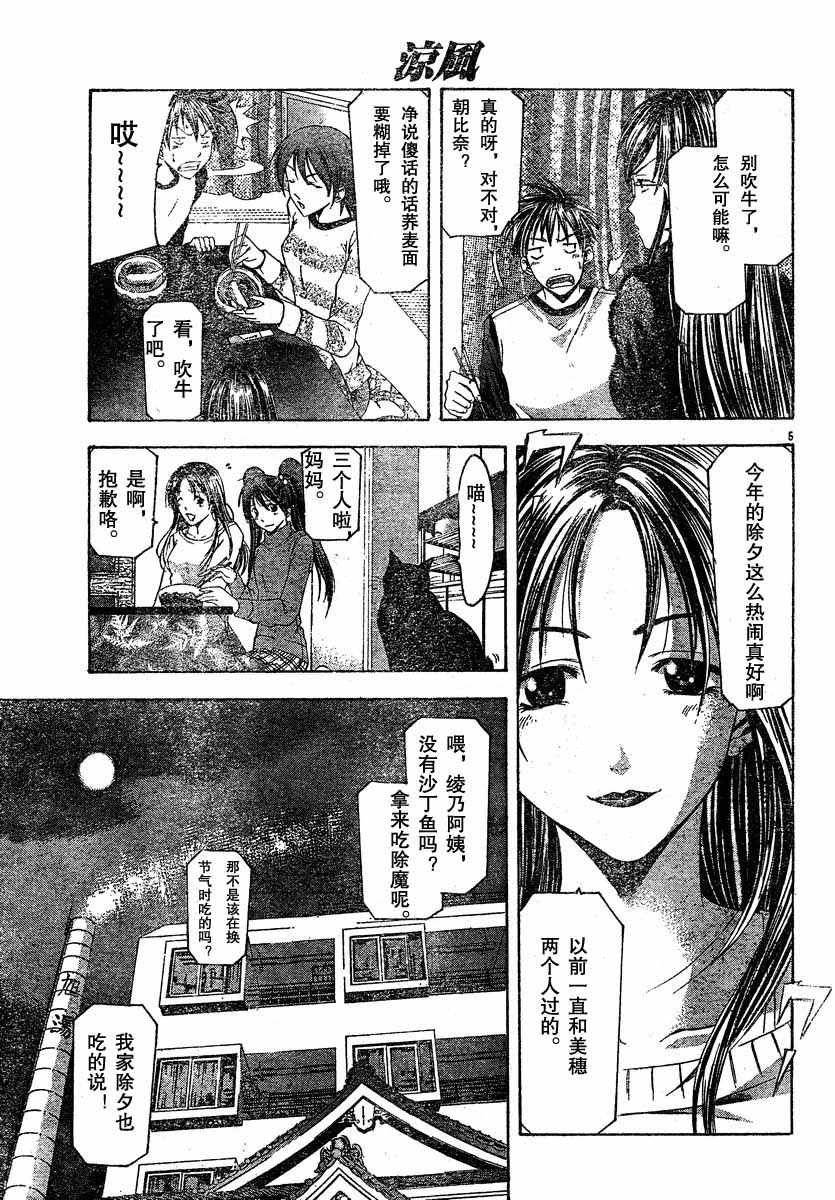 涼風
别吹牛了，
怎么可能嘛。
真的呀，对不对，
朝比奈？
净说傻话的话荞麦面
要糊掉了哦。
哎~~~~
看，吹牛
了吧。
5
今年的除夕这么热闹真好啊
以前一直和美穗
两个人过的。
喵~~~~
三个人啦，
妈妈。
是啊，
抱歉咯。
喂，绫乃阿姨，
没有沙丁鱼吗？
拿来吃除魔呢。
那不是该在换
节气时吃的吗？
旭湯
我家除夕也
吃的说！